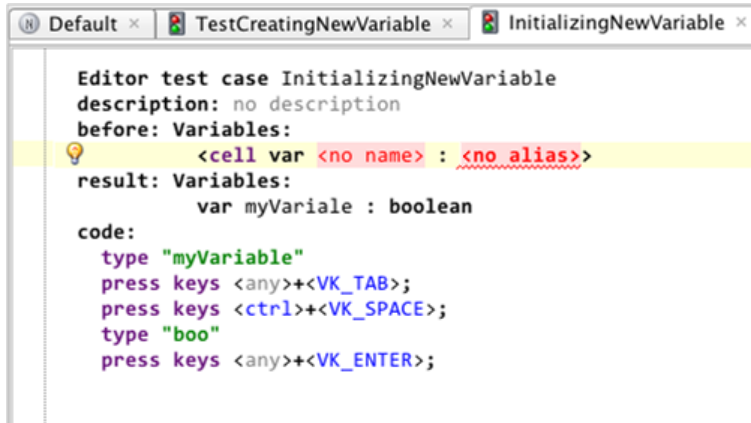 N Default × TestCreatingNewVariable × InitializingNewVariable ×
Editor test case InitializingNewVariable
description: no description
before: Variables:
<cell var <no name> : <no alias>>
result: Variables:
var myVariale : boolean
code:
type "myVariable"
press keys <any>+<VK_TAB>;
press keys <ctrl>+<VK_SPACE>;
type "boo"
press keys <any>+<VK_ENTER>;